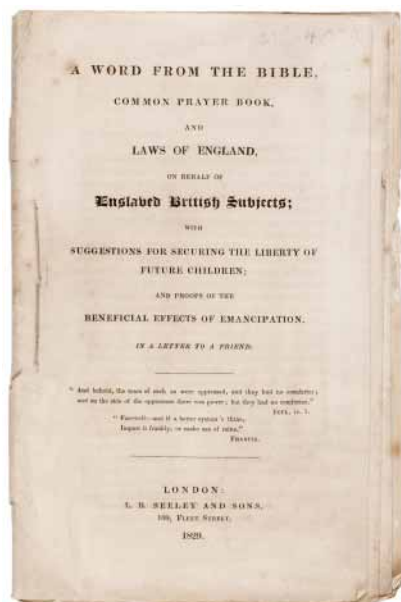 A WORD FROM THE BIBLE,
COMMON PRAYER BOOK,
AND
LAWS OF ENGLAND,
ON BEHALF OF
Enslaved British Subjects;
WITH
SUGGESTIONS FOR SECURING THE LIBERTY OF
FUTURE CHILDREN;
AND PROOFS OF THE
BENEFICIAL EFFECTS OF EMANCIPATION.
IN A LETTER TO A FRIEND.
" And behold, the tears of such as were oppressed, and they had no comforter;
and on the side of the oppressors there was power; but they had no comforter."
" Farewell—and if a better system's thine,
Impart it frankly, or make use of mine."
FRANCIS.
LONDON:
L. B. SEELEY AND SONS,
169, FLEET STREET.
1829.